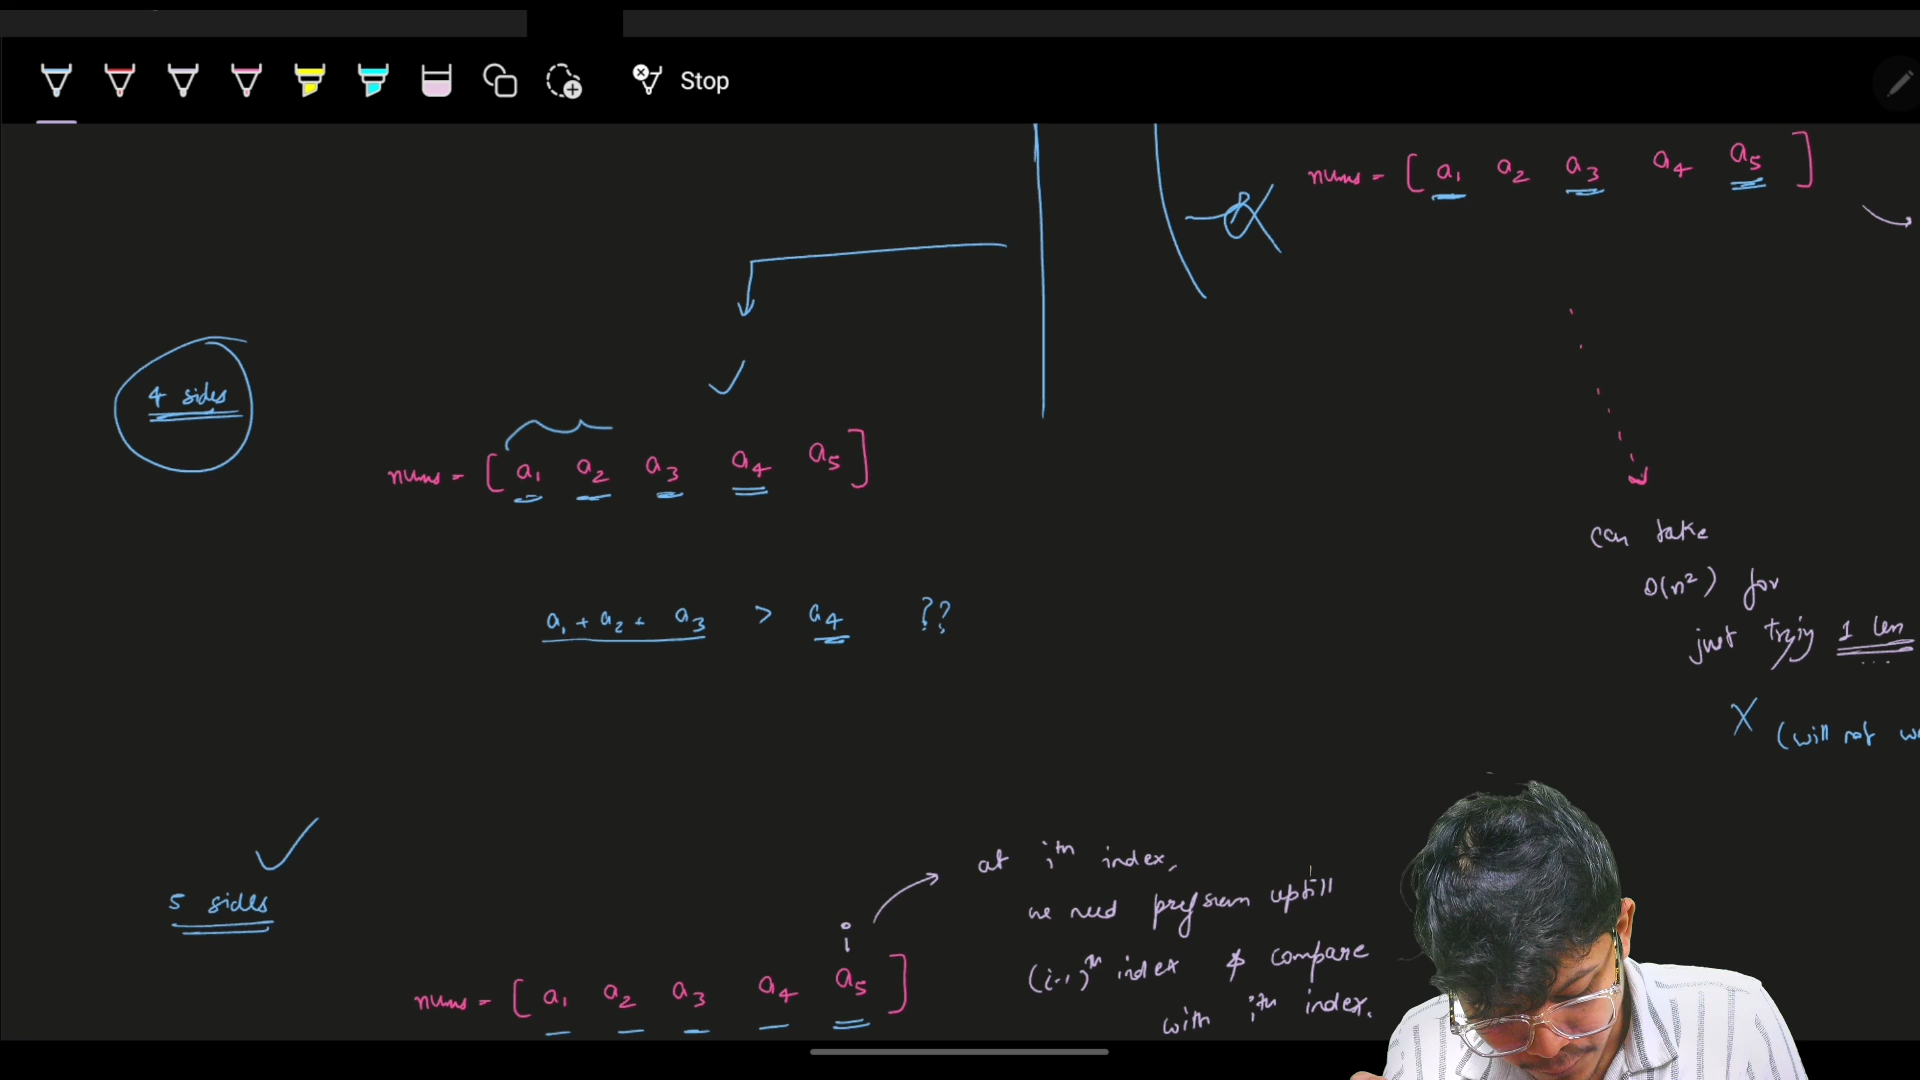 Stop
nums = [ a1 a2 a3 a4 a5 ]
4 sides
nums = [ a1 a2 a3 a4 a5 ]
can take
O(n²) for
just trying 1 len
...
a1 + a2 + a3 > a4 ??
X (will not
5 sides
i
at ith index,
we need prefsum uptill
(i-1)th index & compare
with ith index.
nums = [ a1 a2 a3 a4 a5 ]